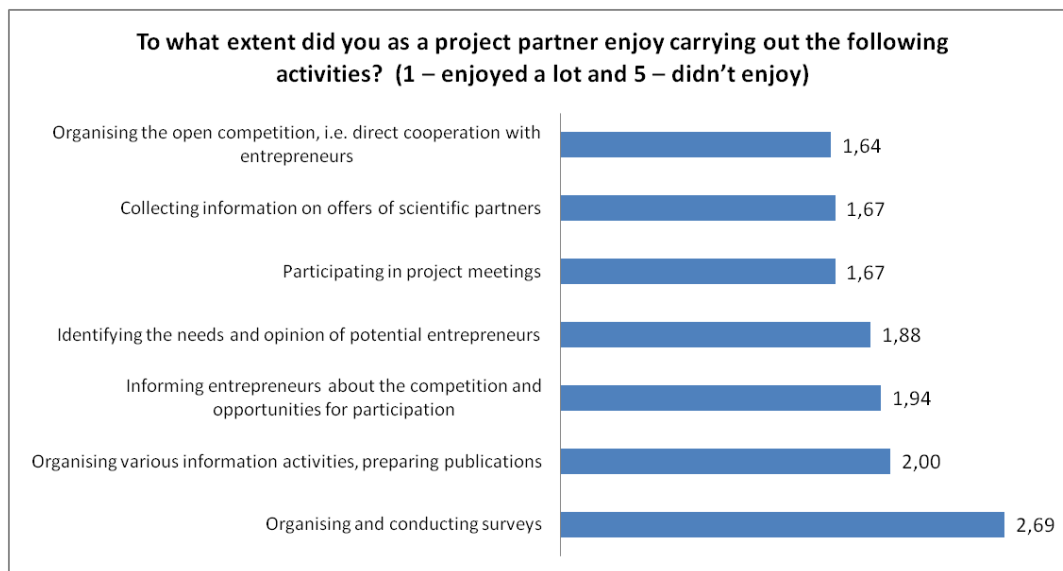 To what extent did you as a project partner enjoy carrying out the following
activities?  (1 – enjoyed a lot and 5 – didn’t enjoy)
Organising the open competition, i.e. direct cooperation with
entrepreneurs
1,64
Collecting information on offers of scientific partners
1,67
Participating in project meetings
1,67
Identifying the needs and opinion of potential entrepreneurs
1,88
Informing entrepreneurs about the competition and
opportunities for participation
1,94
Organising various information activities, preparing publications
2,00
Organising and conducting surveys
2,69